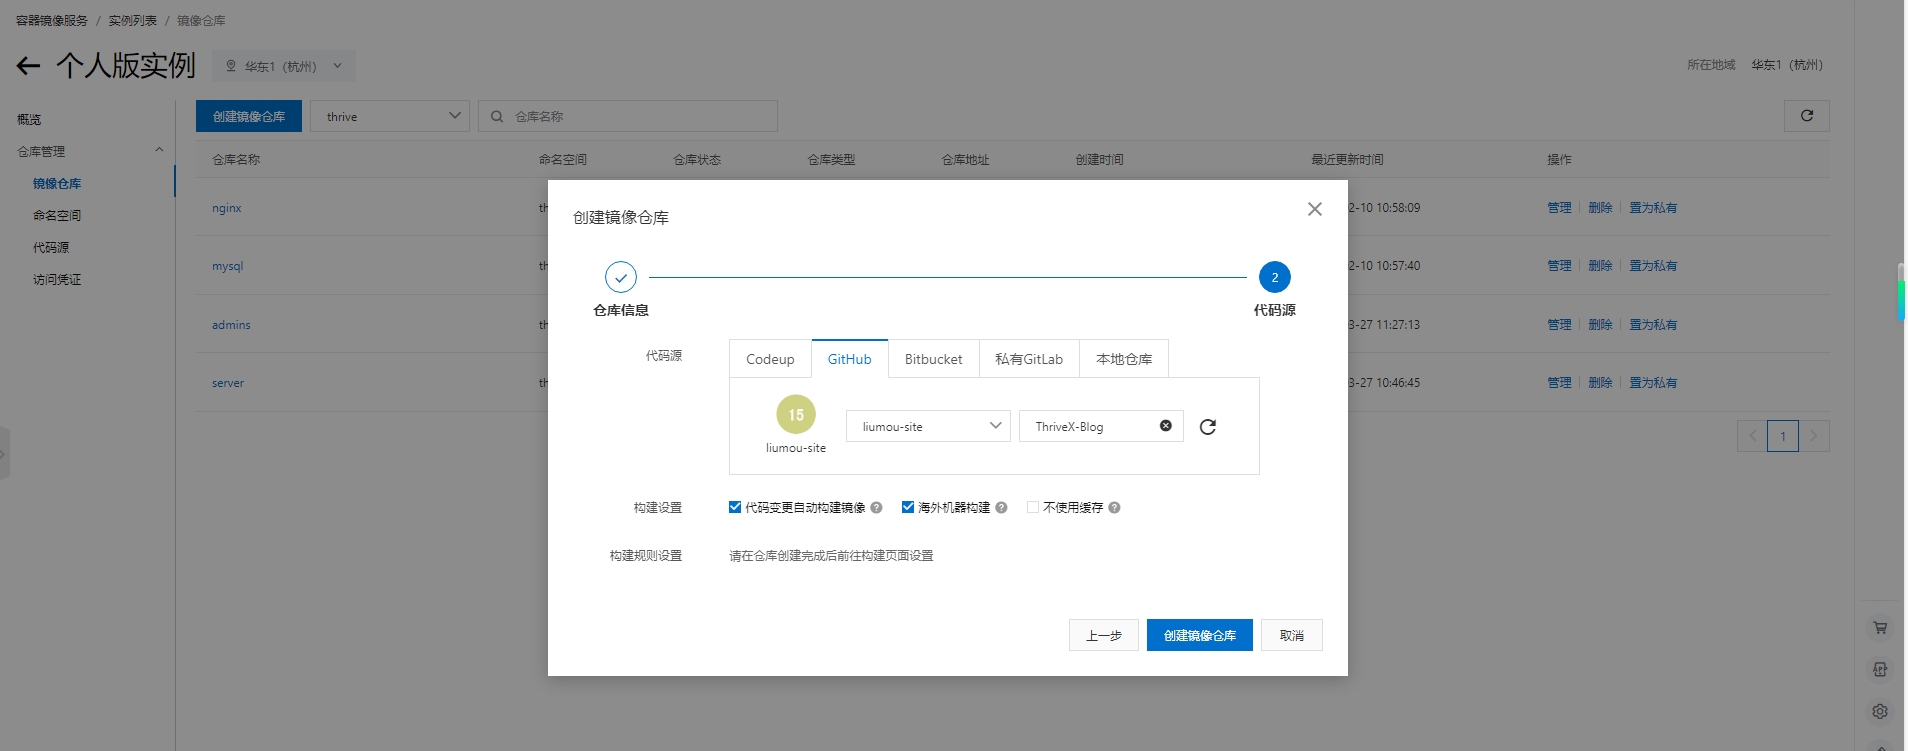 容器镜像服务 / 实例列表 / 镜像仓库
个人版实例 华东1（杭州） 所在地域 华东1（杭州）
概览
仓库管理
镜像仓库
命名空间
代码源
访问凭证
创建镜像仓库 thrive 仓库名称
仓库名称 命名空间 仓库状态 仓库类型 仓库地址 创建时间 最近更新时间 操作
nginx th 2-10 10:58:09 管理 删除 置为私有
mysql th 2-10 10:57:40 管理 删除 置为私有
admins th 3-27 11:27:13 管理 删除 置为私有
server th 3-27 10:46:45 管理 删除 置为私有
1
创建镜像仓库
2
仓库信息 代码源
代码源 Codeup GitHub Bitbucket 私有GitLab 本地仓库
15 liumou-site ThriveX-Blog
liumou-site
构建设置 代码变更自动构建镜像 海外机器构建 不使用缓存
构建规则设置 请在仓库创建完成后前往构建页面设置
上一步 创建镜像仓库 取消